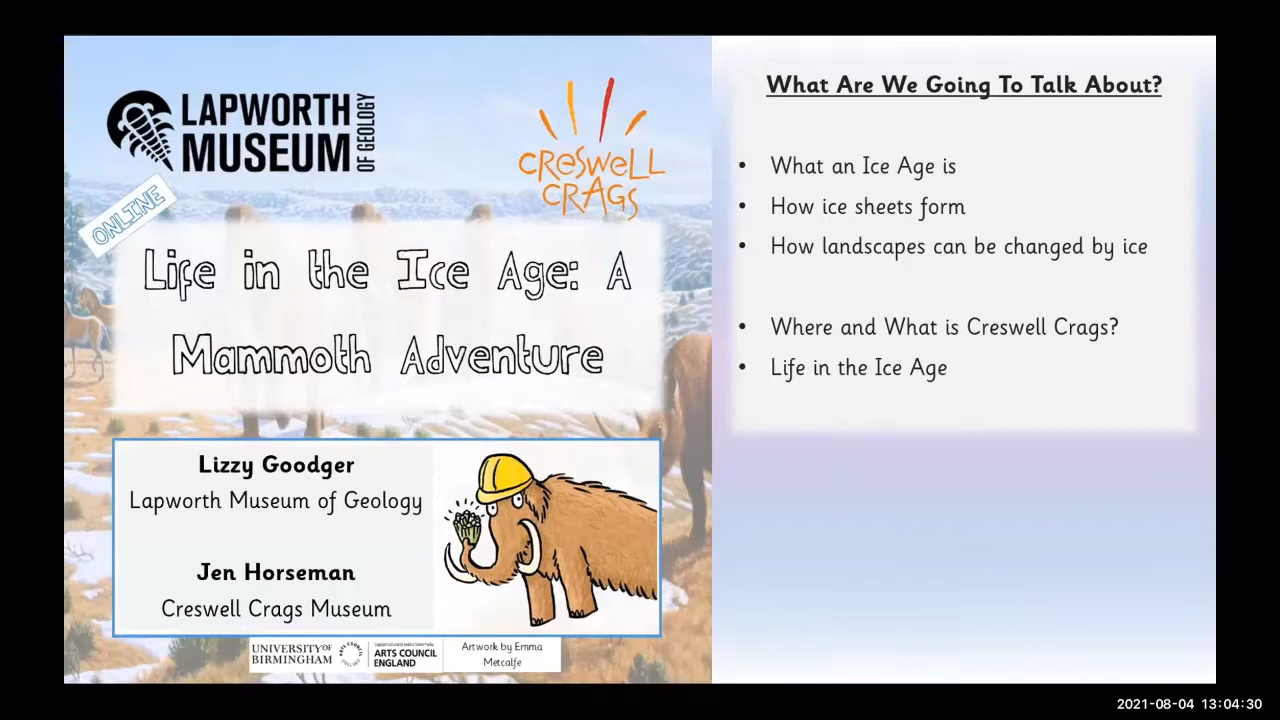 LAPWORTH
MUSEUM
OF GEOLOGY
CRESWELL
CRAGS
ONLINE
Life in the Ice Age: A
Mammoth Adventure
Lizzy Goodger
Lapworth Museum of Geology
Jen Horseman
Creswell Crags Museum
UNIVERSITY OF
BIRMINGHAM
ARTS COUNCIL
ENGLAND
Artwork by Emma
Metcalfe
What Are We Going To Talk About?
• What an Ice Age is
• How ice sheets form
• How landscapes can be changed by ice
• Where and What is Creswell Crags?
• Life in the Ice Age
2021-08-04 13:04:30